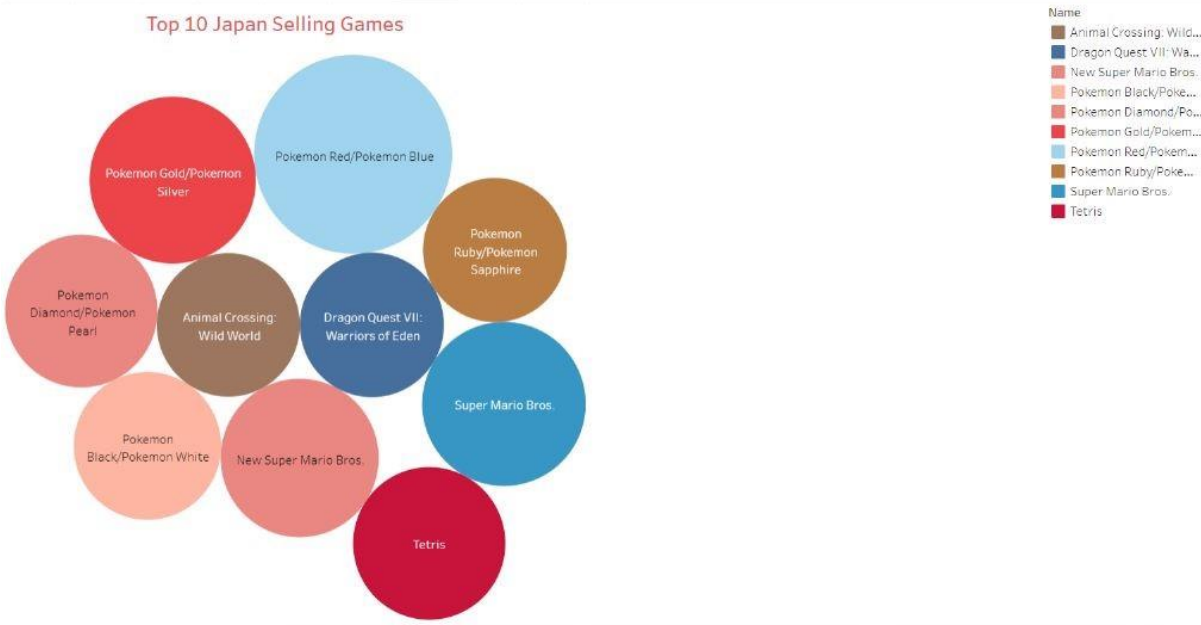 Top 10 Japan Selling Games
Pokemon Red/Pokemon Blue
Pokemon Gold/Pokemon
Silver
Pokemon
Ruby/Pokemon
Sapphire
Pokemon
Diamond/Pokemon
Pearl
Animal Crossing:
Wild World
Dragon Quest VII:
Warriors of Eden
Super Mario Bros.
Pokemon
Black/Pokemon White
New Super Mario Bros.
Tetris
Name
Animal Crossing: Wild...
Dragon Quest VII: Wa...
New Super Mario Bros.
Pokemon Black/Poke...
Pokemon Diamond/Po...
Pokemon Gold/Pokem...
Pokemon Red/Pokem...
Pokemon Ruby/Poke...
Super Mario Bros.
Tetris